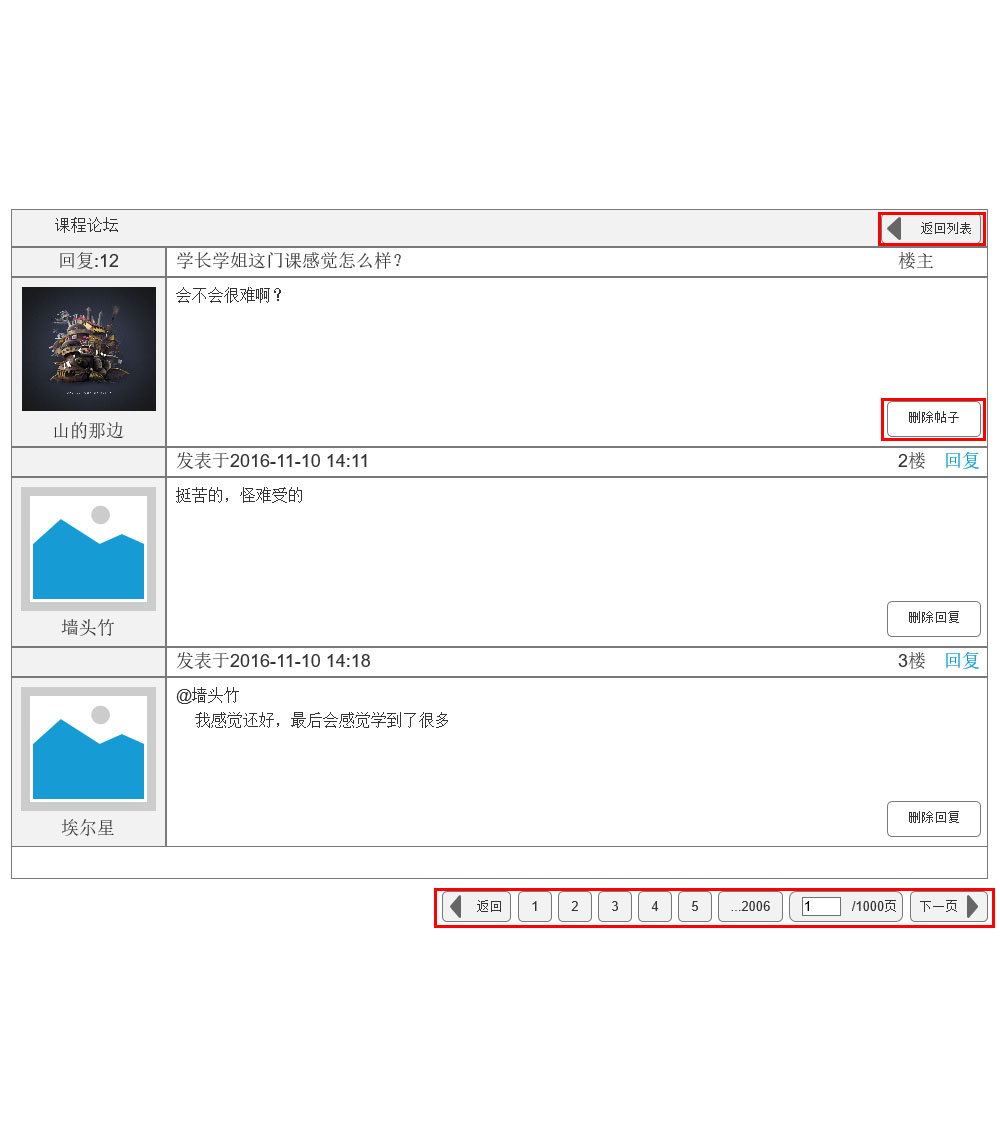 课程论坛 返回列表
回复:12 学长学姐这门课感觉怎么样？ 楼主
会不会很难啊？
删除帖子
山的那边
发表于2016-11-10 14:11 2楼 回复
挺苦的，怪难受的
删除回复
墙头竹
发表于2016-11-10 14:18 3楼 回复
@墙头竹
我感觉还好，最后会感觉学到了很多
删除回复
埃尔星
返回 1 2 3 4 5 ...2006 1 /1000页 下一页